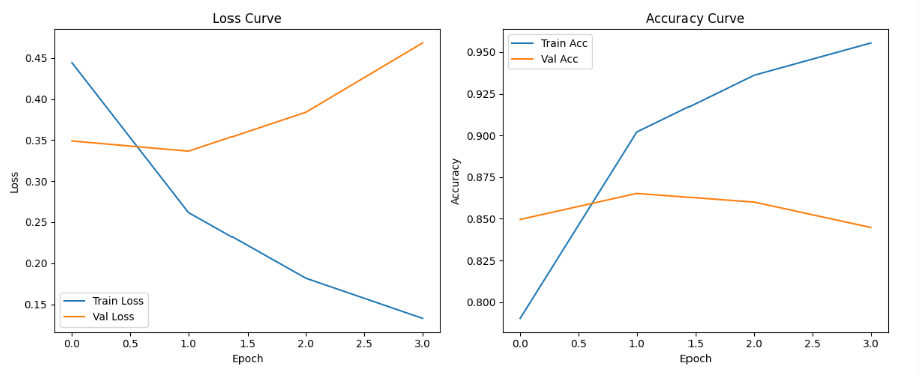 Loss Curve
0.45
0.40
0.35
0.30
0.25
0.20
0.15
Loss
Train Loss
Val Loss
0.0 0.5 1.0 1.5 2.0 2.5 3.0
Epoch
Accuracy Curve
Train Acc
Val Acc
0.950
0.925
0.900
0.875
0.850
0.825
0.800
Accuracy
0.0 0.5 1.0 1.5 2.0 2.5 3.0
Epoch